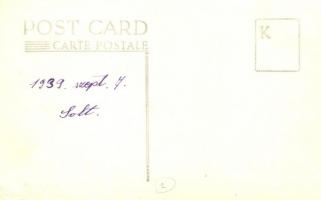 POST CARD
CARTE POSTALE
K
1939. szept. 7.
Solt.
2